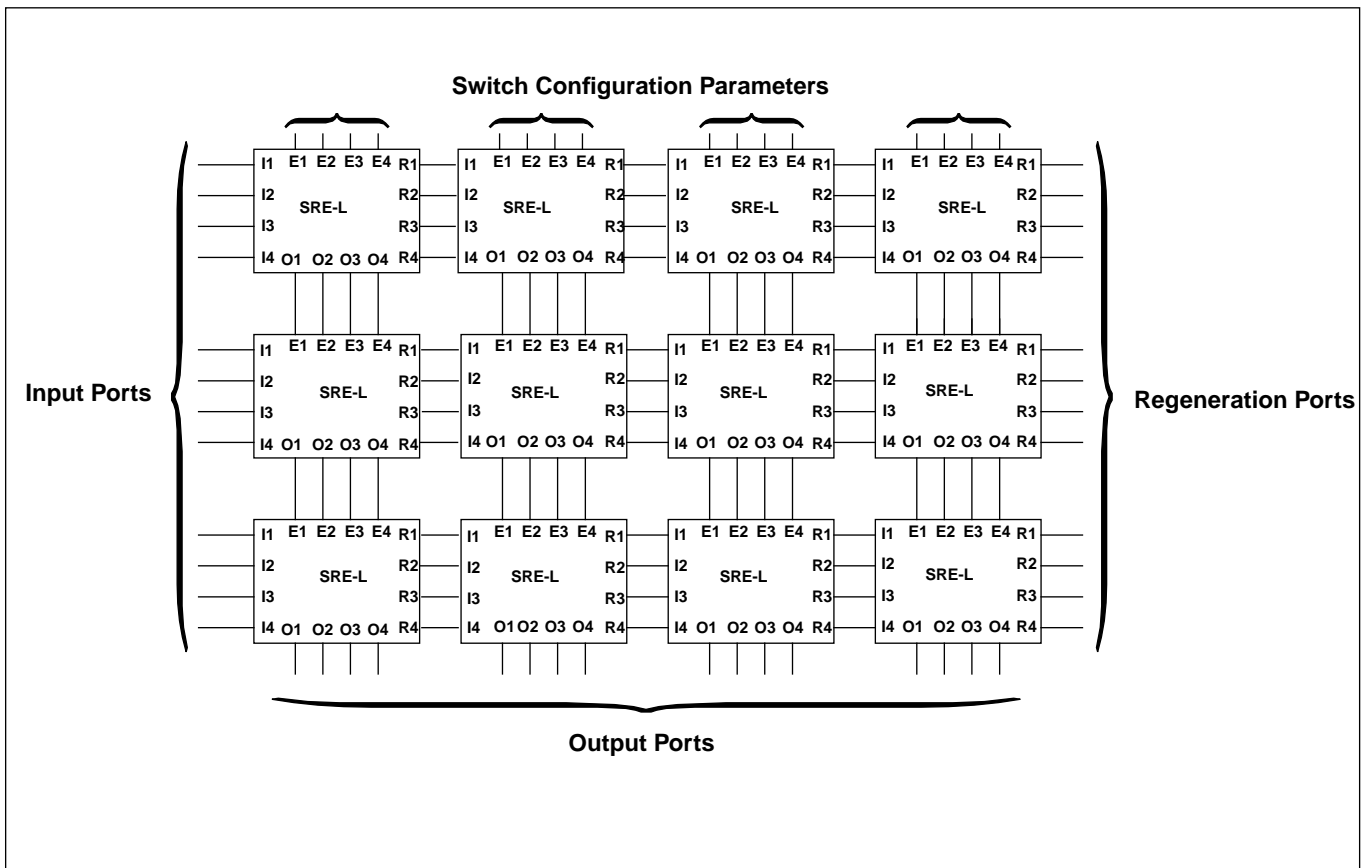 Switch Configuration Parameters
I1 E1 E2 E3 E4 R1 I1 E1 E2 E3 E4 R1 I1 E1 E2 E3 E4 R1 I1 E1 E2 E3 E4 R1
I2 R2 I2 R2 I2 R2 I2 R2
SRE-L SRE-L SRE-L SRE-L
I3 R3 I3 R3 I3 R3 I3 R3
I4 O1 O2 O3 O4 R4 I4 O1 O2 O3 O4 R4 I4 O1 O2 O3 O4 R4 I4 O1 O2 O3 O4 R4
I1 E1 E2 E3 E4 R1 I1 E1 E2 E3 E4 R1 I1 E1 E2 E3 E4 R1 I1 E1 E2 E3 E4 R1
I2 R2 I2 R2 I2 R2 I2 R2
Input Ports SRE-L SRE-L SRE-L SRE-L Regeneration Ports
I3 R3 I3 R3 I3 R3 I3 R3
I4 O1 O2 O3 O4 R4 I4 O1 O2 O3 O4 R4 I4 O1 O2 O3 O4 R4 I4 O1 O2 O3 O4 R4
I1 E1 E2 E3 E4 R1 I1 E1 E2 E3 E4 R1 I1 E1 E2 E3 E4 R1 I1 E1 E2 E3 E4 R1
I2 R2 I2 R2 I2 R2 I2 R2
SRE-L SRE-L SRE-L SRE-L
I3 R3 I3 R3 I3 R3 I3 R3
I4 O1 O2 O3 O4 R4 I4 O1 O2 O3 O4 R4 I4 O1 O2 O3 O4 R4 I4 O1 O2 O3 O4 R4
Output Ports